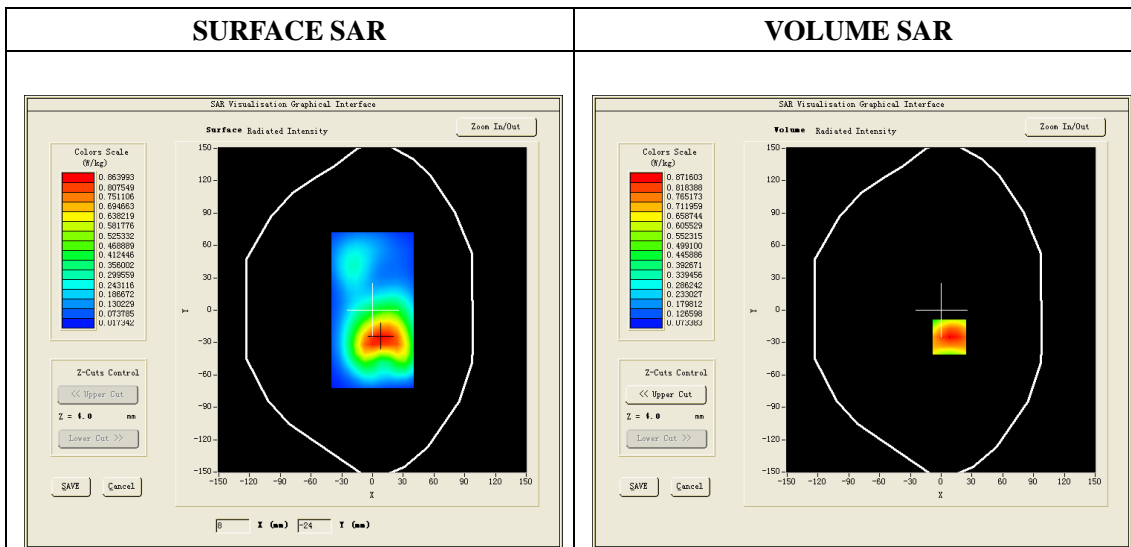 SURFACE SAR
VOLUME SAR
SAR Visualisation Graphical Interface
Surface Radiated Intensity
Zoom In/Out
Colors Scale
(W/kg)
0.863993
0.807549
0.751106
0.694663
0.638219
0.581776
0.525332
0.468889
0.412446
0.356002
0.299559
0.243116
0.186672
0.130229
0.073785
0.017342
150
120
90
60
30
0
-30
-60
-90
-120
-150
Y
-150 -120 -90 -60 -30 0 30 60 90 120 150
X
Z-Cuts Control
<< Upper Cut
Z = 4.0 mm
Lower Cut >>
SAVE Cancel
8 X (mm) -24 Y (mm)
SAR Visualisation Graphical Interface
Volume Radiated Intensity
Zoom In/Out
Colors Scale
(W/kg)
0.871603
0.818388
0.765173
0.711959
0.658744
0.605529
0.552315
0.499100
0.445886
0.392671
0.339456
0.286242
0.233027
0.179812
0.126598
0.073383
150
120
90
60
30
0
-30
-60
-90
-120
-150
Y
-150 -120 -90 -60 -30 0 30 60 90 120 150
X
Z-Cuts Control
<< Upper Cut
Z = 4.0 mm
Lower Cut >>
SAVE Cancel